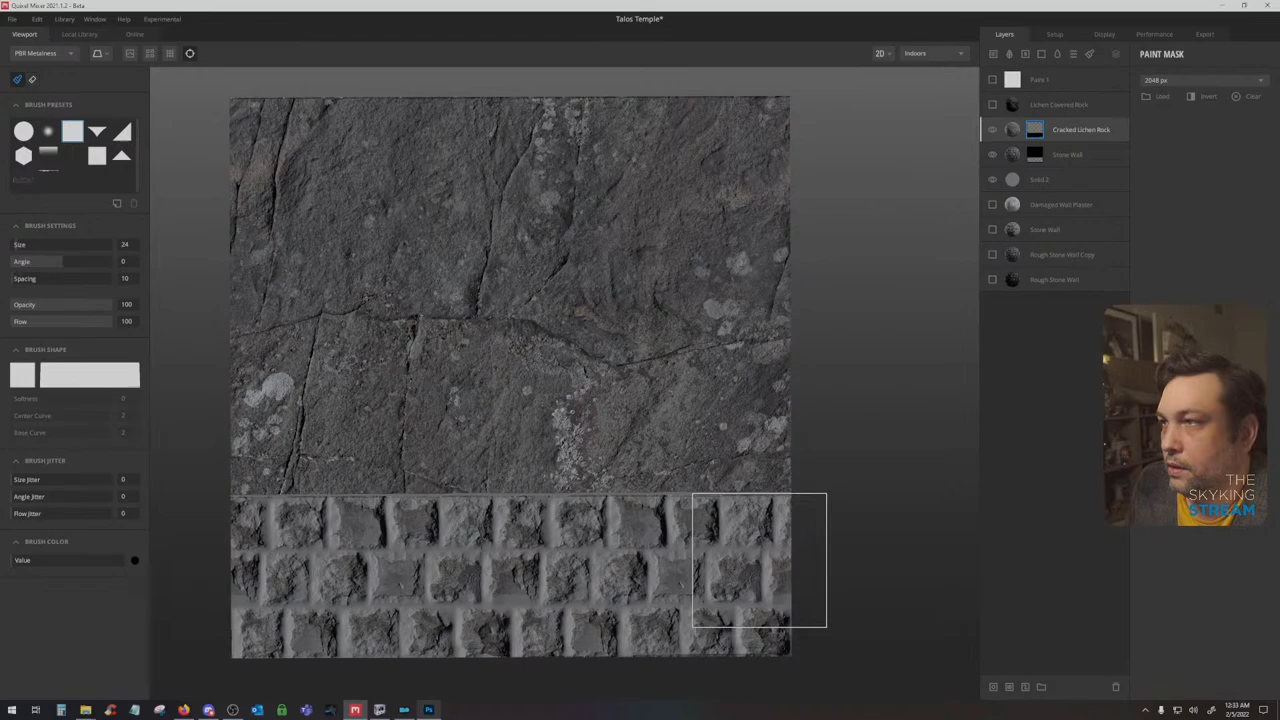 Quixel Mixer 2021.1.2 - Beta
File Edit Library Window Help Experimental
Talos Temple*
Viewport Local Library Online
Layers Setup Display Performance Export
PBR Metalness
2D
Indoors
PAINT MASK
2048 px
Load Invert Clear
Paint 1
Lichen Covered Rock
Cracked Lichen Rock
Stone Wall
Solid 2
Damaged Wall Plaster
Stone Wall
Rough Stone Wall Copy
Rough Stone Wall
BRUSH PRESETS
BRUSH SETTINGS
Size 24
Angle 0
Spacing 10
Opacity 100
Flow 100
BRUSH SHAPE
Softness 0
Center Curve 2
Base Curve 2
BRUSH JITTER
Size Jitter 0
Angle Jitter 0
Flow Jitter 0
BRUSH COLOR
Value
THE
SKYKING
STREAM
12:33 AM
2/5/2022